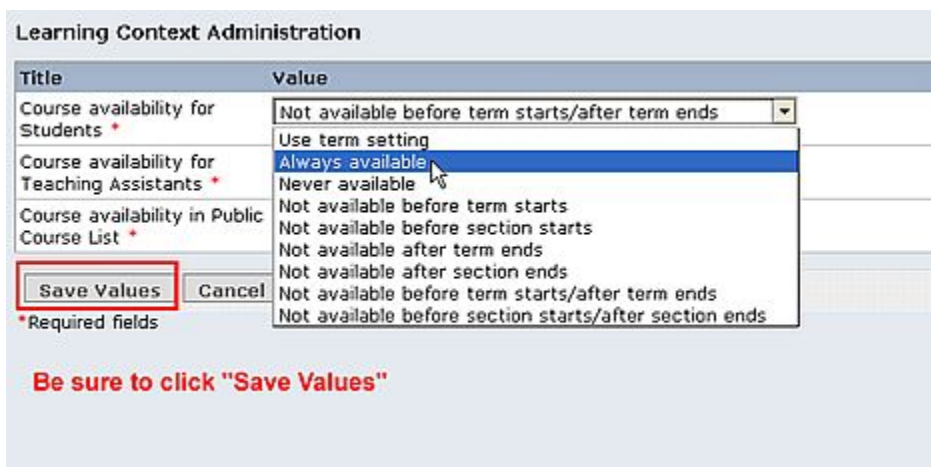 Learning Context Administration
Title Value
Course availability for
Students *
Not available before term starts/after term ends
Use term setting
Always available
Never available
Not available before term starts
Not available before section starts
Not available after term ends
Not available after section ends
Not available before term starts/after term ends
Not available before section starts/after section ends
Course availability for
Teaching Assistants *
Course availability in Public
Course List *
Save Values Cancel
*Required fields
Be sure to click "Save Values"